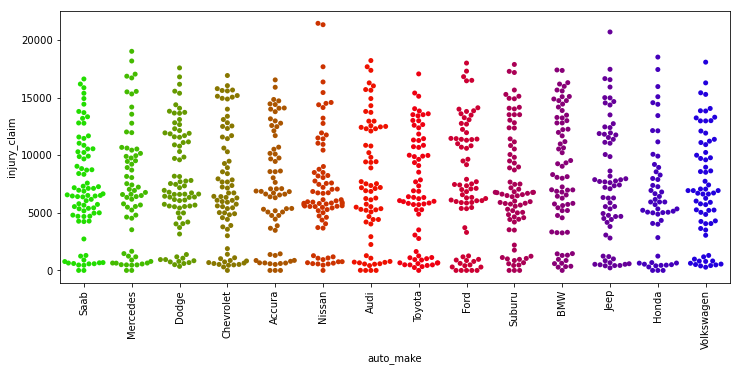 injury_claim
20000
15000
10000
5000
0
Saab
Mercedes
Dodge
Chevrolet
Accura
Nissan
Audi
Toyota
Ford
Suburu
BMW
Jeep
Honda
Volkswagen
auto_make